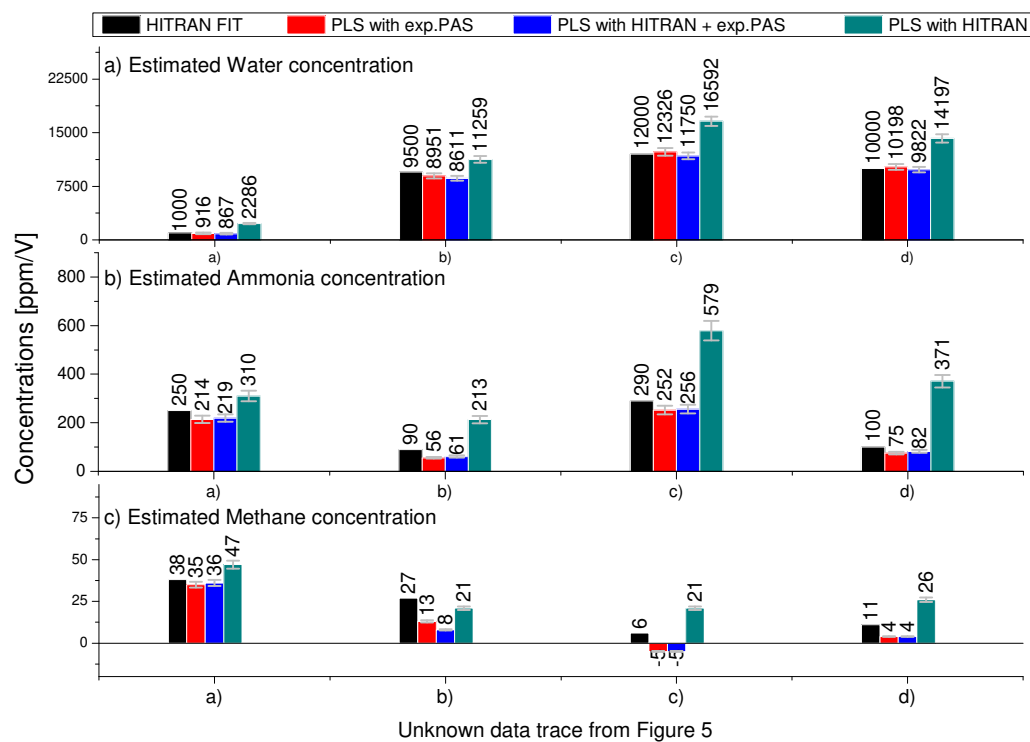 HITRAN FIT PLS with exp.PAS PLS with HITRAN + exp.PAS PLS with HITRAN
a) Estimated Water concentration
22500
15000
7500
0
1000 916 867 2286
9500 8951 8611 11259
12000 12326 11750 16592
10000 10198 9822 14197
a) b) c) d)
b) Estimated Ammonia concentration
800
600
400
200
0
250 214 219 310
90 56 61 213
290 252 256 579
100 75 82 371
a) b) c) d)
c) Estimated Methane concentration
75
50
25
0
38 35 36 47
27 13 8 21
6 -5 -5 21
11 4 4 26
a) b) c) d)
Concentrations [ppm/V]
Unknown data trace from Figure 5